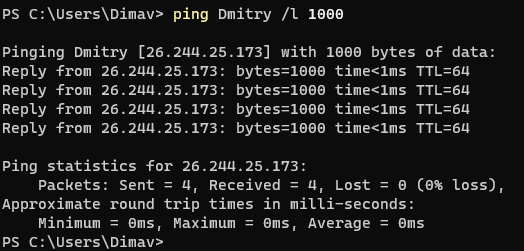 PS C:\Users\Dimav> ping Dmitry /l 1000
Pinging Dmitry [26.244.25.173] with 1000 bytes of data:
Reply from 26.244.25.173: bytes=1000 time<1ms TTL=64
Reply from 26.244.25.173: bytes=1000 time<1ms TTL=64
Reply from 26.244.25.173: bytes=1000 time<1ms TTL=64
Reply from 26.244.25.173: bytes=1000 time<1ms TTL=64
Ping statistics for 26.244.25.173:
    Packets: Sent = 4, Received = 4, Lost = 0 (0% loss),
Approximate round trip times in milli-seconds:
    Minimum = 0ms, Maximum = 0ms, Average = 0ms
PS C:\Users\Dimav>